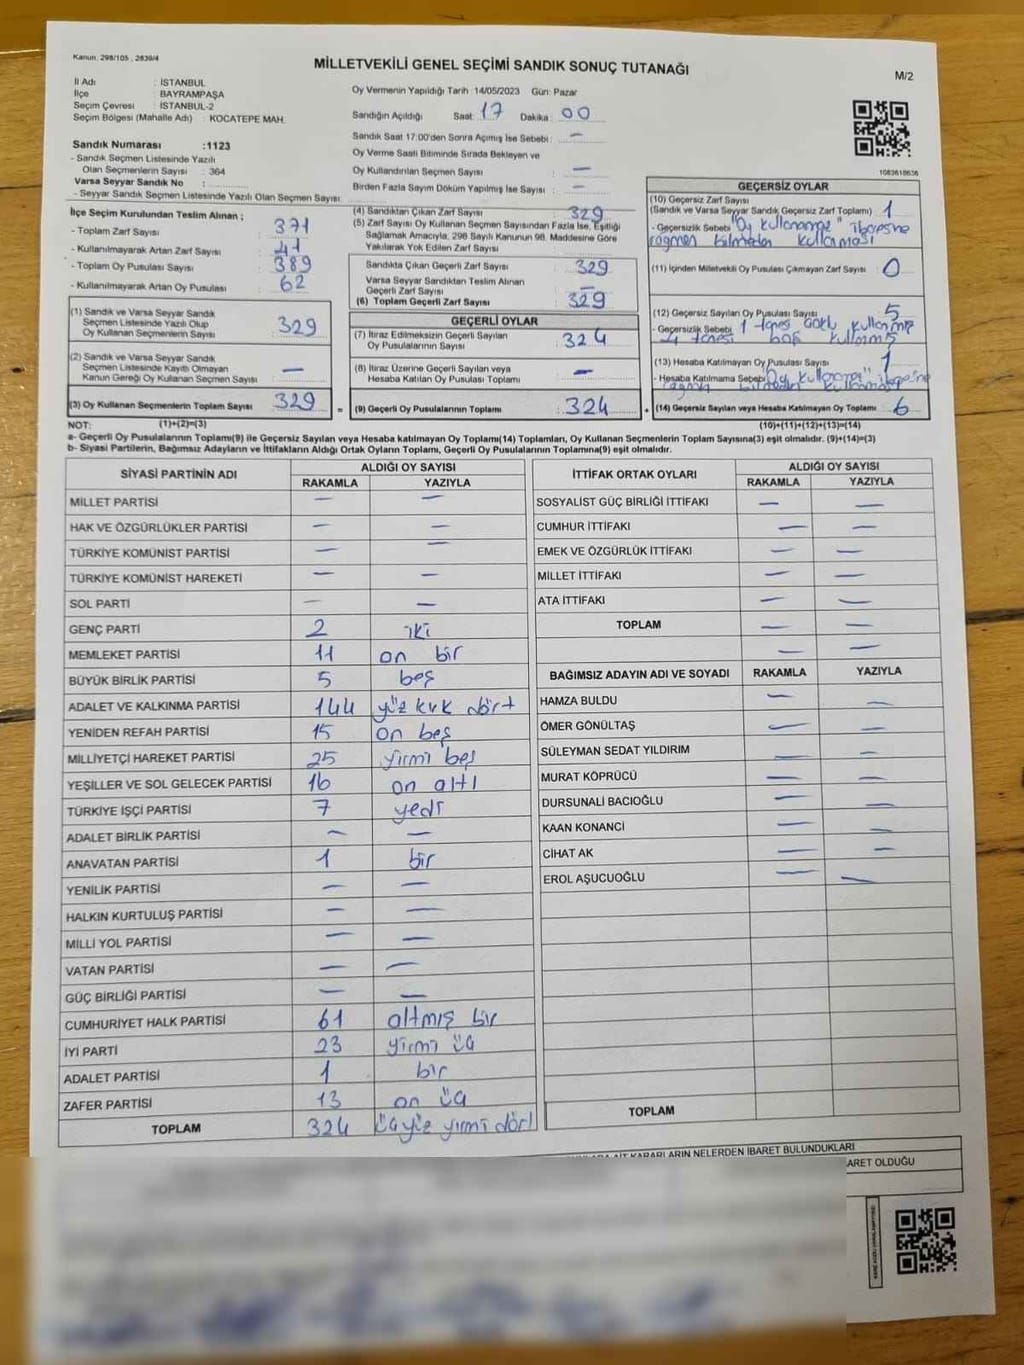 Kanun: 298/105 , 2839/4
MİLLETVEKİLİ GENEL SEÇİMİ SANDIK SONUÇ TUTANAĞI
M/2
İl Adı : İSTANBUL
İlçe : BAYRAMPAŞA
Seçim Çevresi : İSTANBUL-2
Seçim Bölgesi (Mahalle Adı) : KOCATEPE MAH.
Sandık Numarası :1123
- Sandık Seçmen Listesinde Yazılı
Olan Seçmenlerin Sayısı : 364
Varsa Seyyar Sandık No :
- Seyyar Sandık Seçmen Listesinde Yazılı Olan Seçmen Sayısı:
Oy Vermenin Yapıldığı Tarih :14/05/2023 Gün: Pazar
Sandığın Açıldığı Saat: 17 Dakika: 00
Sandık Saat 17:00'den Sonra Açımış İse Sebebi : —
Oy Verme Saati Bitiminde Sırada Bekleyen ve
Oy Kullandırılan Seçmen Sayısı : —
Birden Fazla Sayım Döküm Yapılmış İse Sayısı : —
1083618636
İlçe Seçim Kurulundan Teslim Alınan ;
- Toplam Zarf Sayısı : 371
- Kullanılmayarak Artan Zarf Sayısı : 41
- Toplam Oy Pusulası Sayısı : 389
- Kullanılmayarak Artan Oy Pusulası : 62
(1) Sandık ve Varsa Seyyar Sandık
Seçmen Listesinde Yazılı Olup
Oy Kullanan Seçmenlerin Sayısı : 329
(2) Sandık ve Varsa Seyyar Sandık
Seçmen Listesinde Kaydı Olmayan
Kanun Gereği Oy Kullanan Seçmen Sayısı : —
(3) Oy Kullanan Seçmenlerin Toplam Sayısı : 329
(4) Sandıktan Çıkan Zarf Sayısı : 329
(5) Zarf Sayısı Oy Kullanan Seçmen Sayısından Fazla İse, Eşitliği
Sağlamak Amacıyla, 298 Sayılı Kanunun 98. Maddesine Göre
Yakılarak Yok Edilen Zarf Sayısı
Sandıkta Çıkan Geçerli Zarf Sayısı : 329
Varsa Seyyar Sandıktan Teslim Alınan
Geçerli Zarf Sayısı : —
(6) Toplam Geçerli Zarf Sayısı : 329
GEÇERLİ OYLAR
(7) İtiraz Edilmeksizin Geçerli Sayılan
Oy Pusulalarının Sayısı : 324
(8) İtiraz Üzerine Geçerli Sayılan veya
Hesaba Katılan Oy Pusulası Toplamı : —
= (9) Geçerli Oy Pusulalarının Toplamı : 324
GEÇERSİZ OYLAR
(10) Geçersiz Zarf Sayısı
(Sandık ve Varsa Seyyar Sandık Geçersiz Zarf Toplamı) : 1
- Geçersizlik Sebebi "Oy kullanamaz" ibaresine
rağmen bilmeden kullanması
(11) İçinden Milletvekili Oy Pusulası Çıkmayan Zarf Sayısı : 0
(12) Geçersiz Sayılan Oy Pusulası Sayısı : 5
- Geçersizlik Sebebi 1 tanesi çoklu kullanımış
4 tanesi boş kullanmış
(13) Hesaba Katılmayan Oy Pusulası Sayısı : 1
- Hesaba Katılmama Sebebi "Oy kullanamaz"
rağmen bilmeden kullanması
+ (14) Geçersiz Sayılan veya Hesaba Katılmayan Oy Toplamı : 6
NOT: (1)+(2)=(3) (10)+(11)+(12)+(13)=(14)
a- Geçerli Oy Pusulalarının Toplamı(9) ile Geçersiz Sayılan veya Hesaba katılmayan Oy Toplamı(14) Toplamları, Oy Kullanan Seçmenlerin Toplam Sayısına(3) eşit olmalıdır. (9)+(14)=(3)
b- Siyasi Partilerin, Bağımsız Adayların ve İttifakların Aldığı Ortak Oyların Toplamı, Geçerli Oy Pusulalarının Toplamına(9) eşit olmalıdır.
SİYASİ PARTİNİN ADI ALDIĞI OY SAYISI
RAKAMLA YAZIYLA
MİLLET PARTİSİ — —
HAK VE ÖZGÜRLÜKLER PARTİSİ — —
TÜRKİYE KOMÜNİST PARTİSİ — —
TÜRKİYE KOMÜNİST HAREKETİ — —
SOL PARTİ — —
GENÇ PARTİ 2 iki
MEMLEKET PARTİSİ 11 on bir
BÜYÜK BİRLİK PARTİSİ 5 beş
ADALET VE KALKINMA PARTİSİ 144 yüz kırk dört
YENİDEN REFAH PARTİSİ 15 on beş
MİLLİYETÇİ HAREKET PARTİSİ 25 yirmi beş
YEŞİLLER VE SOL GELECEK PARTİSİ 16 on altı
TÜRKİYE İŞÇİ PARTİSİ 7 yedi
ADALET BİRLİK PARTİSİ — —
ANAVATAN PARTİSİ 1 bir
YENİLİK PARTİSİ — —
HALKIN KURTULUŞ PARTİSİ — —
MİLLİ YOL PARTİSİ — —
VATAN PARTİSİ — —
GÜÇ BİRLİĞİ PARTİSİ — —
CUMHURİYET HALK PARTİSİ 61 altmış bir
İYİ PARTİ 23 yirmi üç
ADALET PARTİSİ 1 bir
ZAFER PARTİSİ 13 on üç
TOPLAM 324 üçyüz yirmi dört
İTTİFAK ORTAK OYLARI ALDIĞI OY SAYISI
RAKAMLA YAZIYLA
SOSYALİST GÜÇ BİRLİĞİ İTTİFAKI — —
CUMHUR İTTİFAKI — —
EMEK VE ÖZGÜRLÜK İTTİFAKI — —
MİLLET İTTİFAKI — —
ATA İTTİFAKI — —
TOPLAM — —
— —
BAĞIMSIZ ADAYIN ADI VE SOYADI RAKAMLA YAZIYLA
HAMZA BULDU — —
ÖMER GÖNÜLTAŞ — —
SÜLEYMAN SEDAT YILDIRIM — —
MURAT KÖPRÜCÜ — —
DURSUNALİ BACIOĞLU — —
KAAN KONANCİ — —
CİHAT AK — —
EROL AŞUCUOĞLU — —
TOPLAM
KARARLARIN NELERDEN İBARET BULUNDUKLARI
ARET OLDUĞU